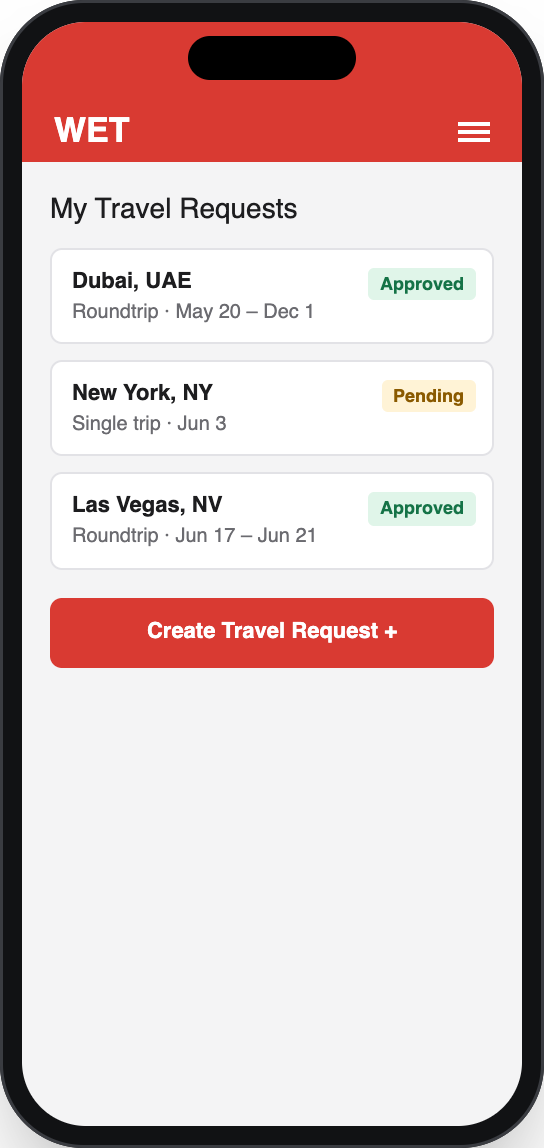 WET
My Travel Requests
Dubai, UAE
Approved
Roundtrip · May 20 – Dec 1
New York, NY
Pending
Single trip · Jun 3
Las Vegas, NV
Approved
Roundtrip · Jun 17 – Jun 21
Create Travel Request +